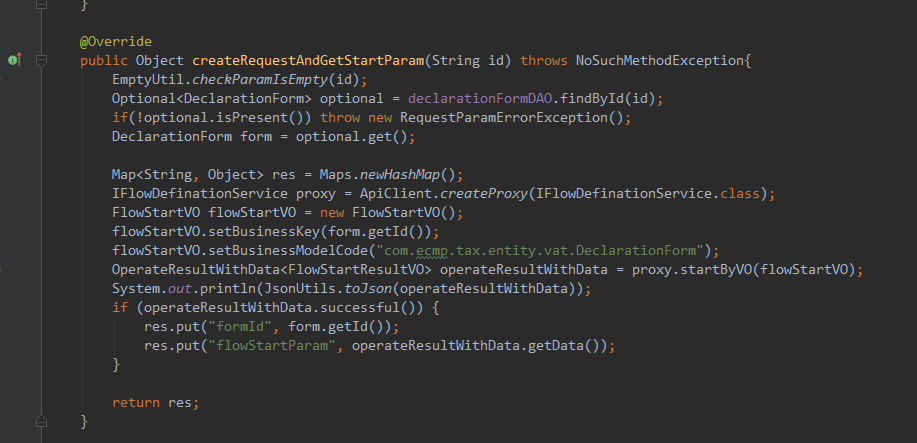 }
@Override
public Object createRequestAndGetStartParam(String id) throws NoSuchMethodException{
EmptyUtil.checkParamIsEmpty(id);
Optional<DeclarationForm> optional = declarationFormDAO.findById(id);
if(!optional.isPresent()) throw new RequestParamErrorException();
DeclarationForm form = optional.get();
Map<String, Object> res = Maps.newHashMap();
IFlowDefinationService proxy = ApiClient.createProxy(IFlowDefinationService.class);
FlowStartVO flowStartVO = new FlowStartVO();
flowStartVO.setBusinessKey(form.getId());
flowStartVO.setBusinessModelCode("com.ecmp.tax.entity.vat.DeclarationForm");
OperateResultWithData<FlowStartResultVO> operateResultWithData = proxy.startByVO(flowStartVO);
System.out.println(JsonUtils.toJson(operateResultWithData));
if (operateResultWithData.successful()) {
res.put("formId", form.getId());
res.put("flowStartParam", operateResultWithData.getData());
}
return res;
}